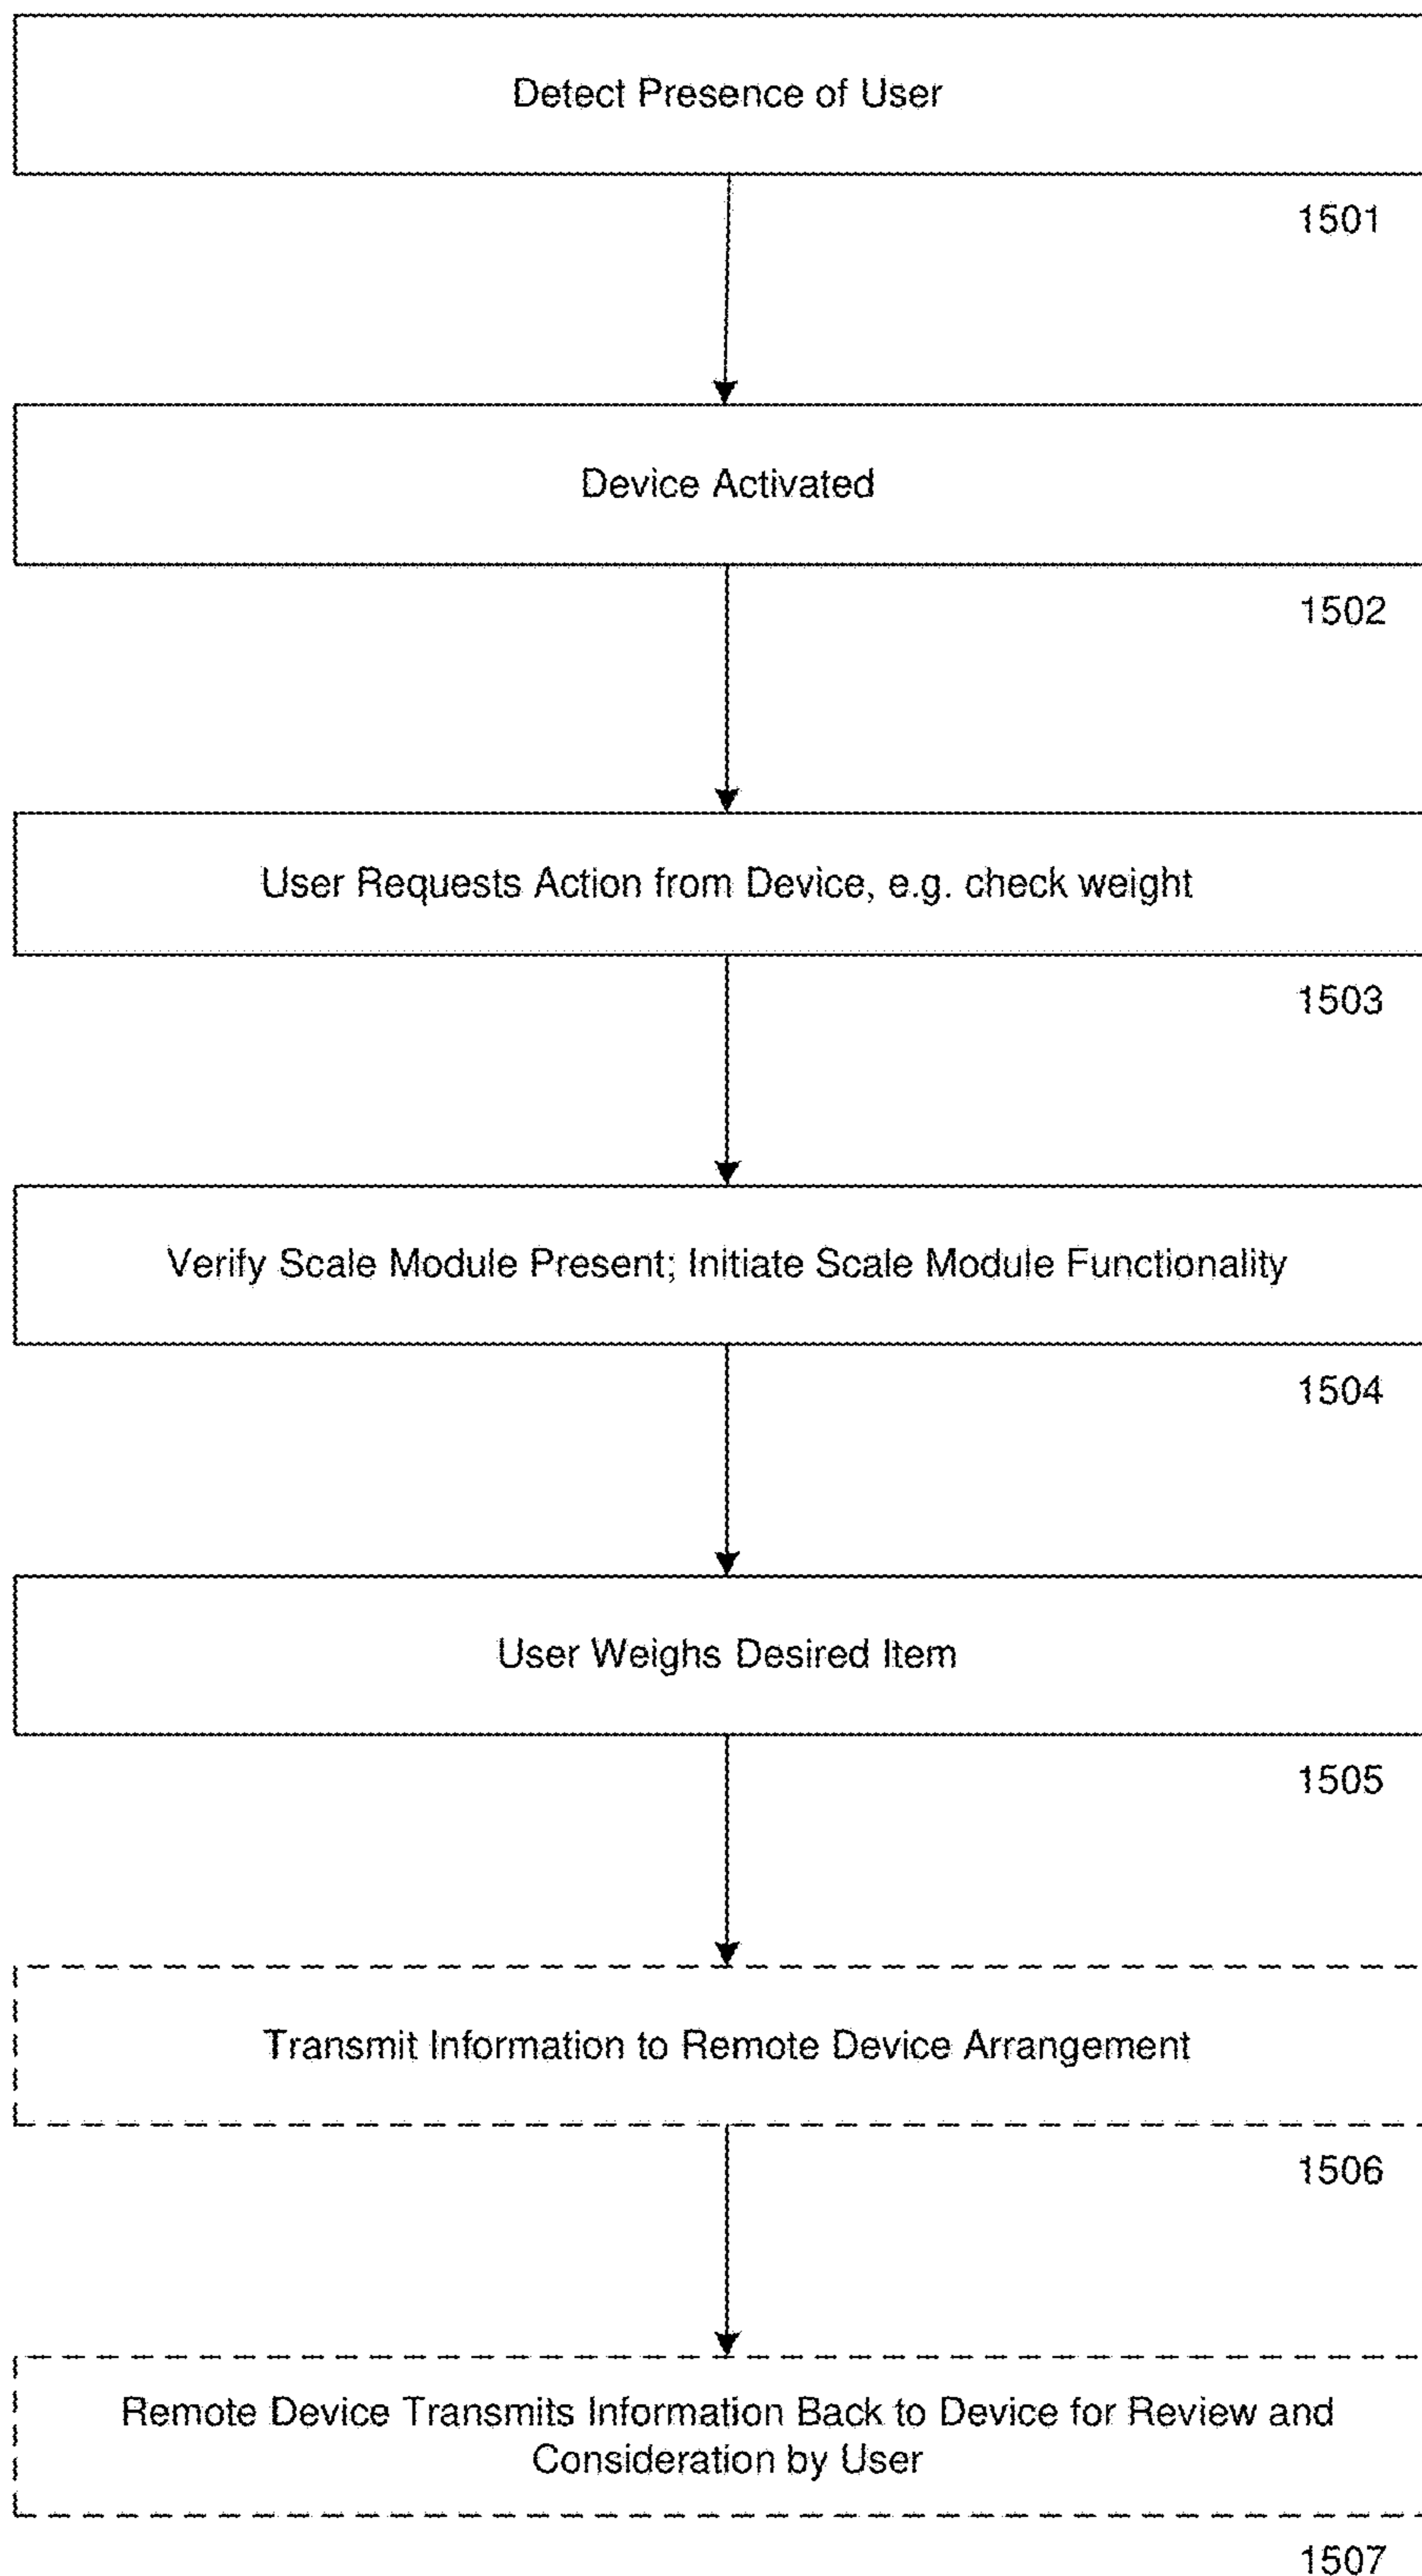 Detect Presence of User
1501
Device Activated
1502
User Requests Action from Device, e.g. check weight
1503
Verify Scale Module Present; Initiate Scale Module Functionality
1504
User Weighs Desired Item
1505
Transmit Information to Remote Device Arrangement
1506
Remote Device Transmits Information Back to Device for Review and
Consideration by User
1507